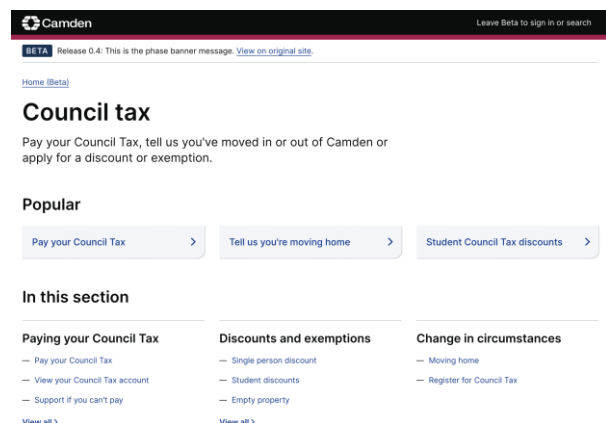 Camden
Leave Beta to sign in or search
BETA Release 0.4: This is the phase banner message. View on original site.
Home (Beta)
Council tax
Pay your Council Tax, tell us you've moved in or out of Camden or
apply for a discount or exemption.
Popular
Pay your Council Tax
Tell us you're moving home
Student Council Tax discounts
In this section
Paying your Council Tax
— Pay your Council Tax
— View your Council Tax account
— Support if you can't pay
View all
Discounts and exemptions
— Single person discount
— Student discounts
— Empty property
View all
Change in circumstances
— Moving home
— Register for Council Tax